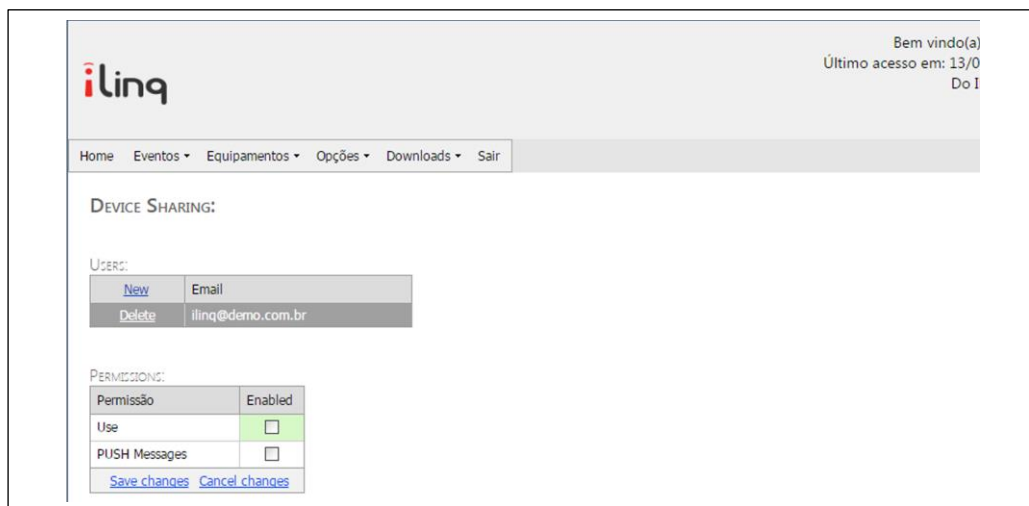 ilinq
Bem vindo(a)
Último acesso em: 13/0
Do I
Home Eventos Equipamentos Opções Downloads Sair
DEVICE SHARING:
USERS:
New Email
Delete ilinq@demo.com.br
PERMISSIONS:
Permissão Enabled
Use
PUSH Messages
Save changes Cancel changes